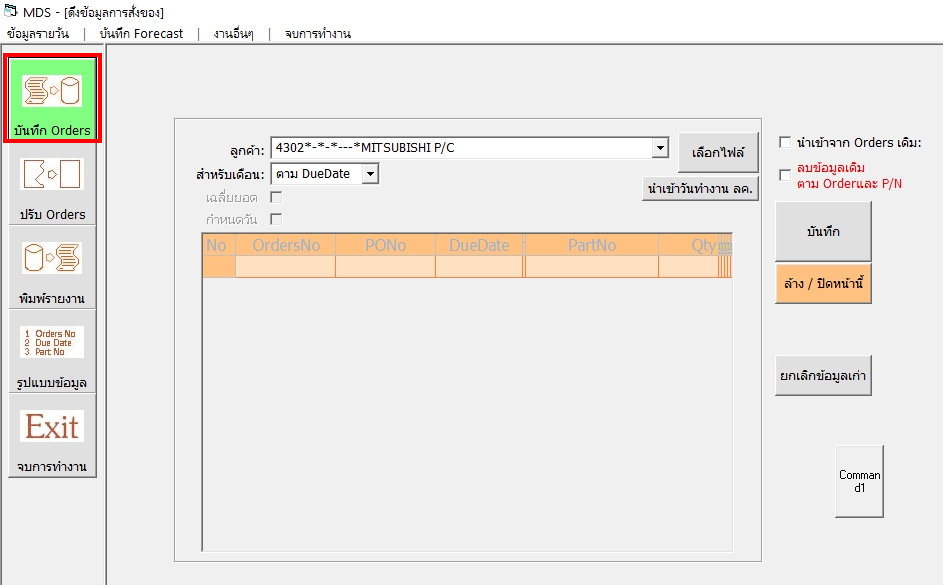 MDS - [ดึงข้อมูลการสั่งของ]
ข้อมูลรายวัน | บันทึก Forecast | งานอื่นๆ | จบการทำงาน
บันทึก Orders
ปรับ Orders
พิมพ์รายงาน
1 Orders No
2 Due Date
3 Part No
รูปแบบข้อมูล
Exit
จบการทำงาน
ลูกค้า: 4302*-*-*---*MITSUBISHI P/C
เลือกไฟล์
สำหรับเดือน: ตาม DueDate
นำเข้าวันทำงาน ลค.
เฉลี่ยยอด
กำหนดวัน
No OrdersNo PONo DueDate PartNo Qty
นำเข้าจาก Orders เดิม:
ลบข้อมูลเดิม
ตาม Orderและ P/N
บันทึก
ล้าง / ปิดหน้านี้
ยกเลิกข้อมูลเก่า
Comman
d1